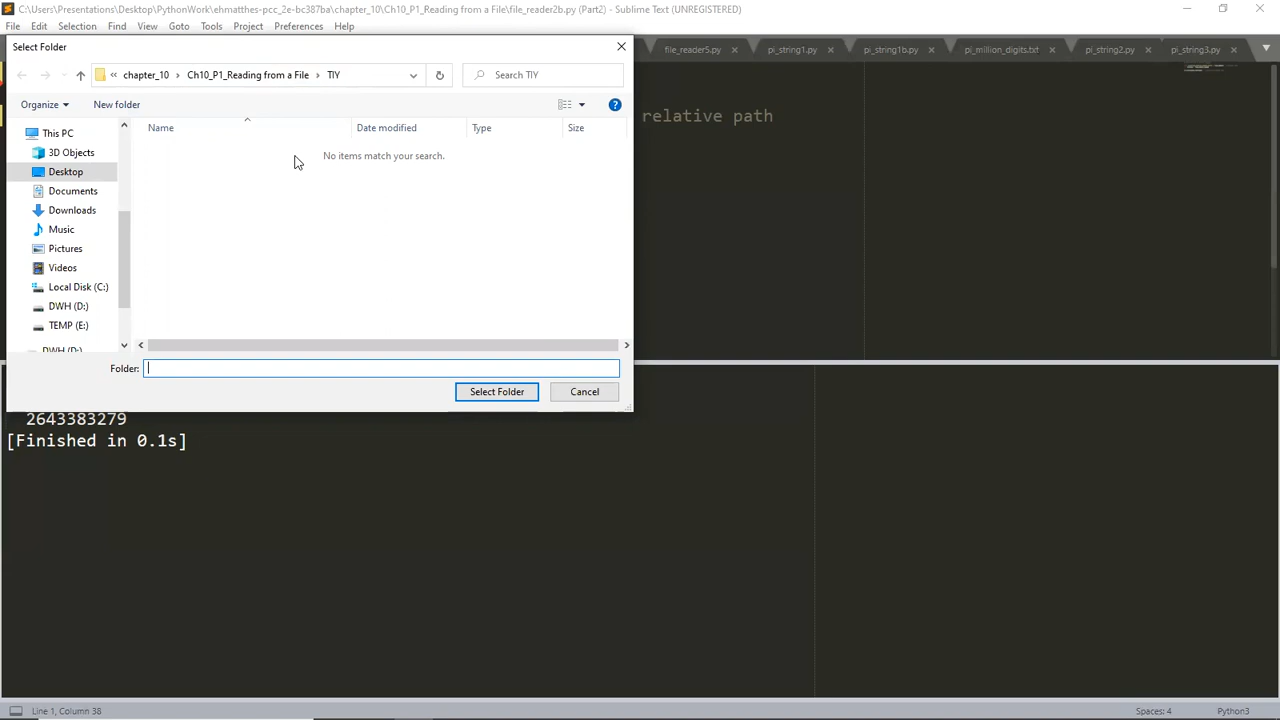 C:\Users\Presentations\Desktop\PythonWork\ehmatthes-pcc_2e-bc387ba\chapter_10\Ch10_P1_Reading from a File\file_reader2b.py (Part2) - Sublime Text (UNREGISTERED)
File Edit Selection Find View Goto Tools Project Preferences Help
Select Folder
file_reader5.py pi_string1.py pi_string1b.py pi_million_digits.txt pi_string2.py pi_string3.py
« chapter_10 > Ch10_P1_Reading from a File > TIY
Search TIY
Organize New folder
relative path
Name Date modified Type Size
No items match your search.
This PC
3D Objects
Desktop
Documents
Downloads
Music
Pictures
Videos
Local Disk (C:)
DWH (D:)
TEMP (E:)
DWH (D:)
Folder:
Select Folder Cancel
2643383279
[Finished in 0.1s]
Line 1, Column 38
Spaces: 4
Python3